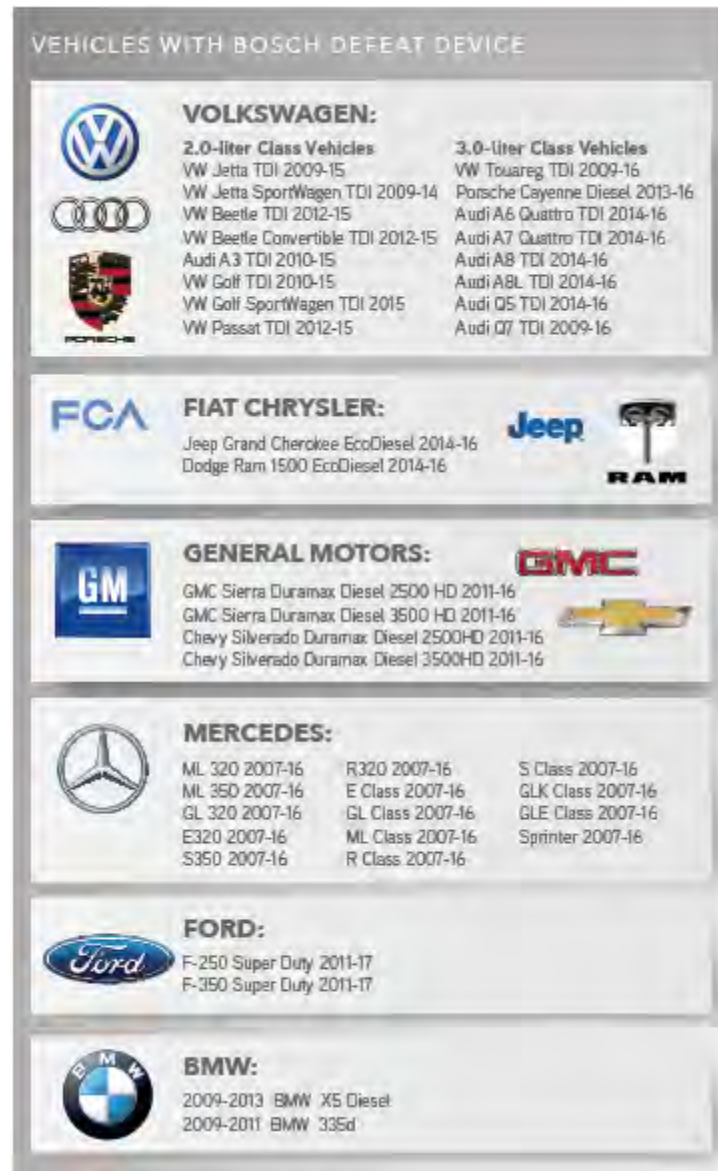 VEHICLES WITH BOSCH DEFEAT DEVICE
VOLKSWAGEN:
2.0-liter Class Vehicles
VW Jetta TDI 2009-15
VW Jetta SportWagen TDI 2009-14
VW Beetle TDI 2012-15
VW Beetle Convertible TDI 2012-15
Audi A3 TDI 2010-15
VW Golf TDI 2010-15
VW Golf SportWagen TDI 2015
VW Passat TDI 2012-15
3.0-liter Class Vehicles
VW Touareg TDI 2009-16
Porsche Cayenne Diesel 2013-16
Audi A6 Quattro TDI 2014-16
Audi A7 Quattro TDI 2014-16
Audi A8 TDI 2014-16
Audi A8L TDI 2014-16
Audi Q5 TDI 2014-16
Audi Q7 TDI 2009-16
PORSCHE
FCA
FIAT CHRYSLER:
Jeep Grand Cherokee EcoDiesel 2014-16
Dodge Ram 1500 EcoDiesel 2014-16
Jeep
RAM
GM
GENERAL MOTORS:
GMC Sierra Duramax Diesel 2500 HD 2011-16
GMC Sierra Duramax Diesel 3500 HD 2011-16
Chevy Silverado Duramax Diesel 2500HD 2011-16
Chevy Silverado Duramax Diesel 3500HD 2011-16
GMC
MERCEDES:
ML 320 2007-16
ML 350 2007-16
GL 320 2007-16
E320 2007-16
S350 2007-16
R320 2007-16
E Class 2007-16
GL Class 2007-16
ML Class 2007-16
R Class 2007-16
S Class 2007-16
GLK Class 2007-16
GLE Class 2007-16
Sprinter 2007-16
Ford
FORD:
F-250 Super Duty 2011-17
F-350 Super Duty 2011-17
BMW
BMW:
2009-2013 BMW X5 Diesel
2009-2011 BMW 335d